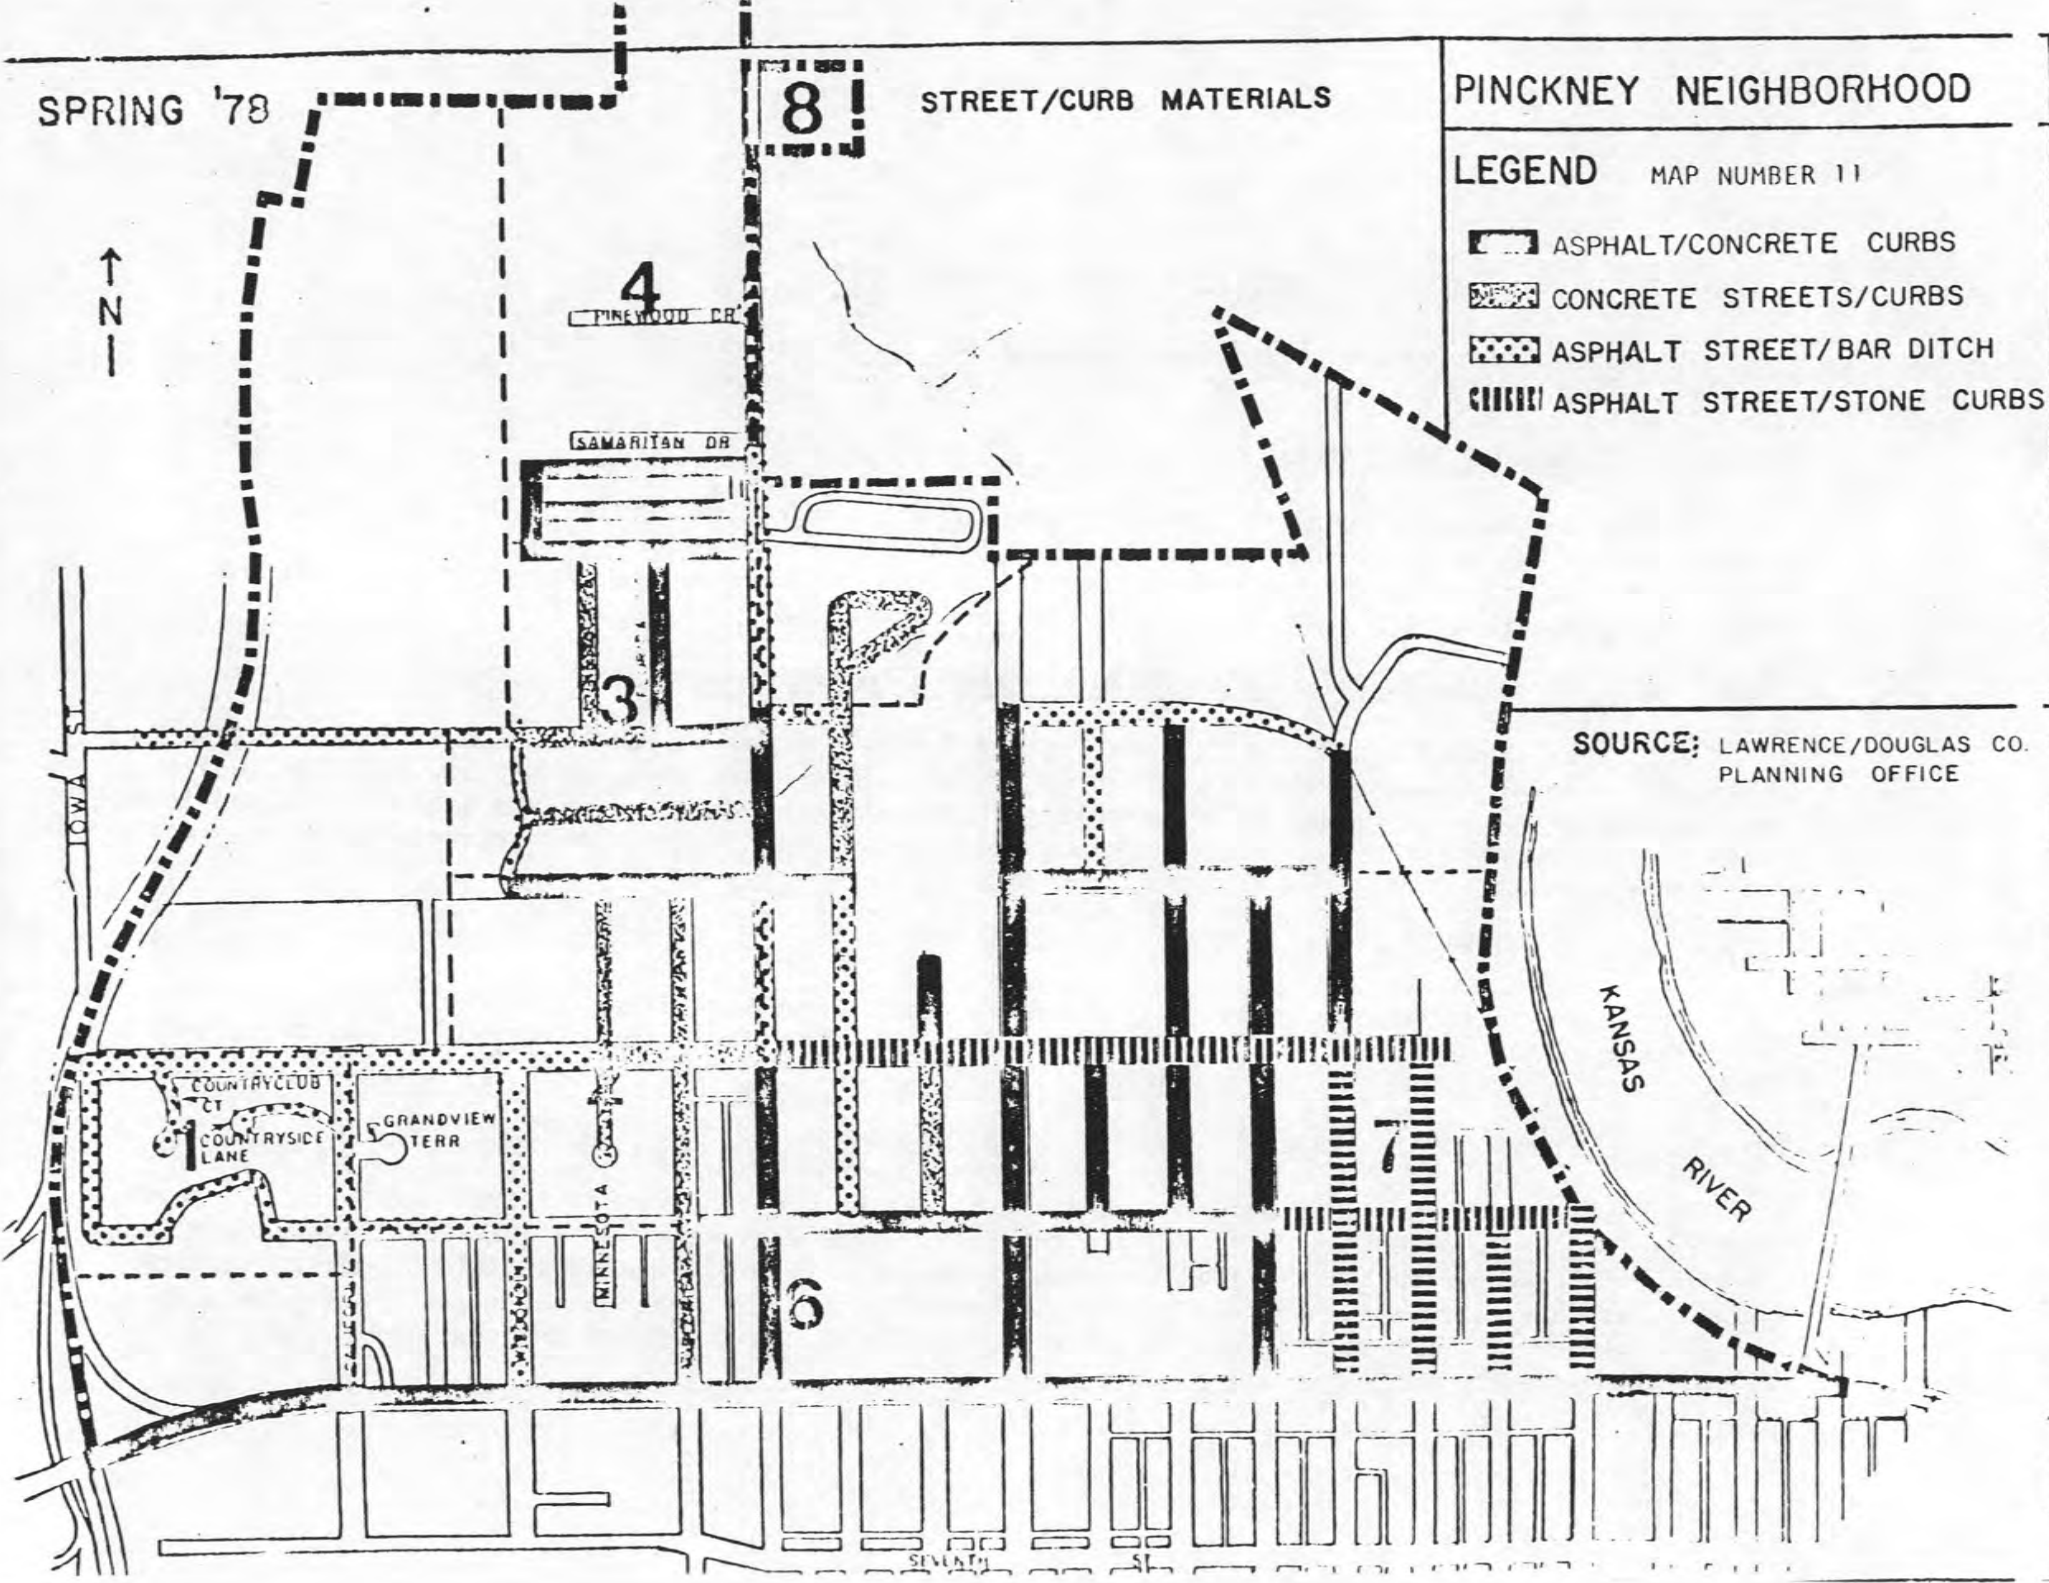 SPRING '78
8
STREET/CURB MATERIALS
PINCKNEY NEIGHBORHOOD
LEGEND MAP NUMBER 11
ASPHALT/CONCRETE CURBS
CONCRETE STREETS/CURBS
ASPHALT STREET/BAR DITCH
ASPHALT STREET/STONE CURBS
N
4
PINEWOOD DR
SAMARITAN DR
3
IOWA ST
SOURCE: LAWRENCE/DOUGLAS CO.
PLANNING OFFICE
KANSAS
RIVER
COUNTRYCLUB
CT
1
COUNTRYSIDE
LANE
GRANDVIEW
TERR
MINNESOTA
7
6
SEVENTH ST